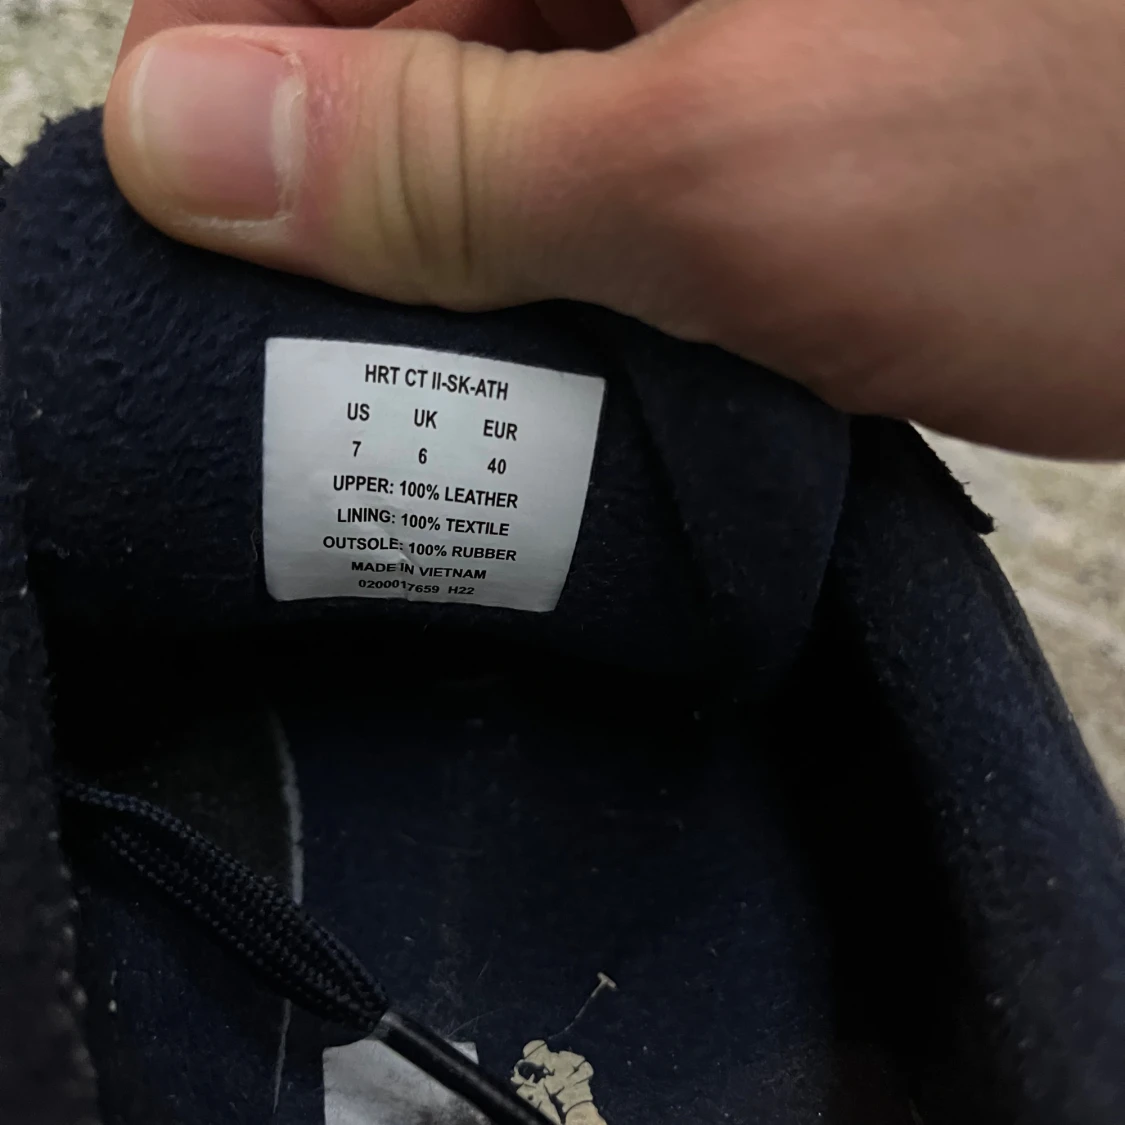 HRT CT II-SK-ATH
US UK EUR
7 6 40
UPPER: 100% LEATHER
LINING: 100% TEXTILE
OUTSOLE: 100% RUBBER
MADE IN VIETNAM
0200017659 H22